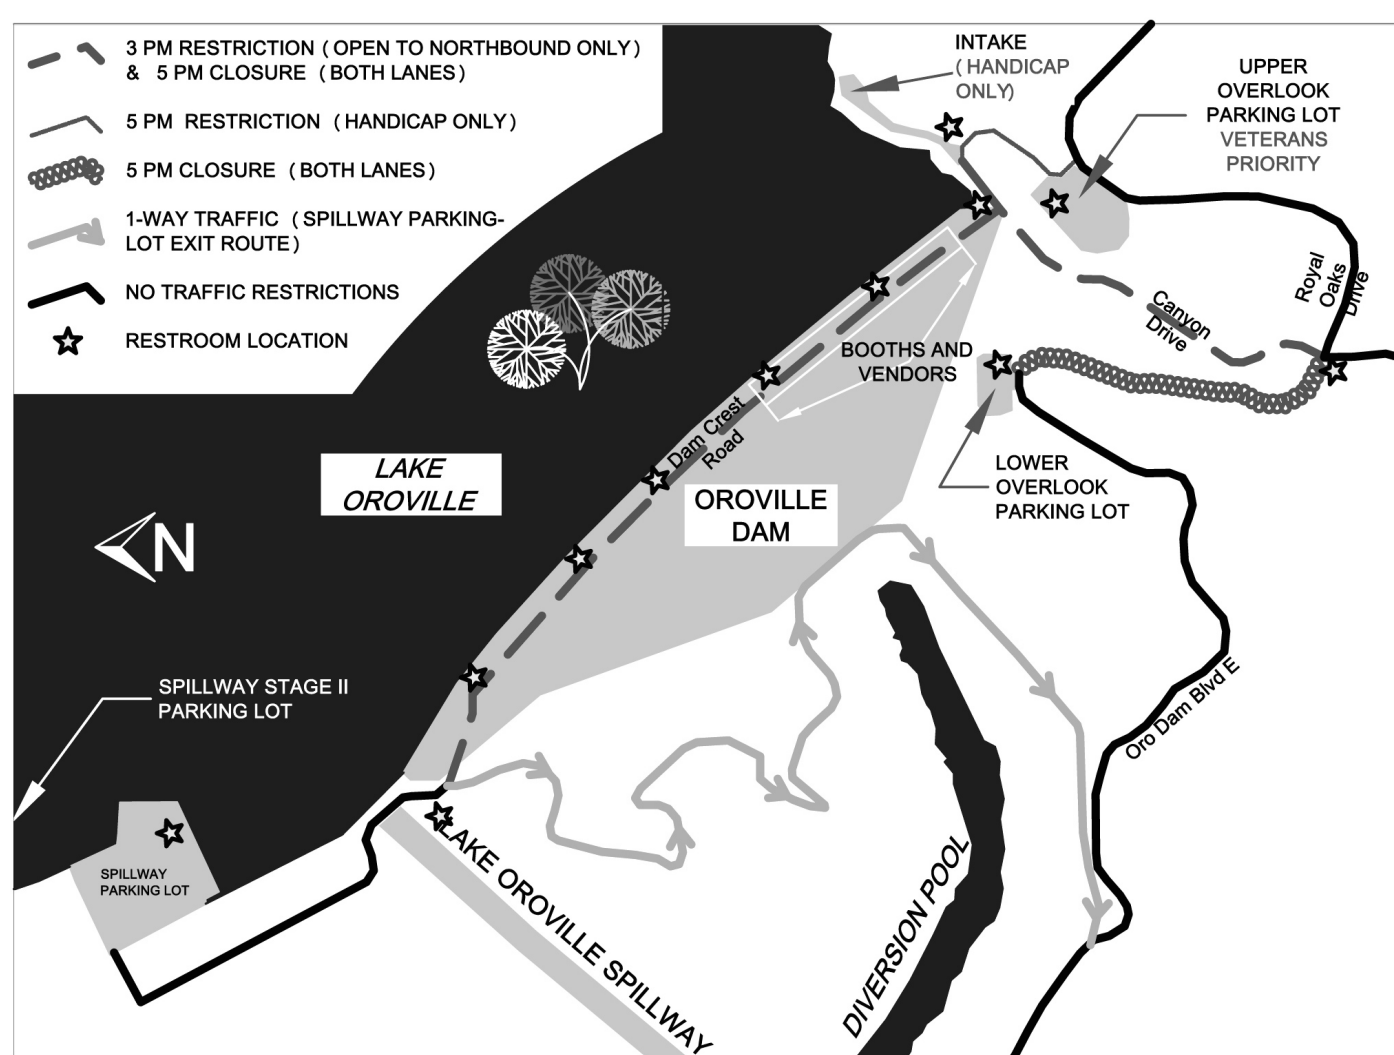 3 PM RESTRICTION (OPEN TO NORTHBOUND ONLY)
& 5 PM CLOSURE (BOTH LANES)
5 PM RESTRICTION (HANDICAP ONLY)
5 PM CLOSURE (BOTH LANES)
1-WAY TRAFFIC (SPILLWAY PARKING-
LOT EXIT ROUTE)
NO TRAFFIC RESTRICTIONS
RESTROOM LOCATION
INTAKE
(HANDICAP
ONLY)
UPPER
OVERLOOK
PARKING LOT
VETERANS
PRIORITY
Royal
Oaks
Drive
Canyon
Drive
BOOTHS AND
VENDORS
Dam Crest
Road
LAKE
OROVILLE
OROVILLE
DAM
LOWER
OVERLOOK
PARKING LOT
N
SPILLWAY STAGE II
PARKING LOT
Oro Dam Blvd E
SPILLWAY
PARKING LOT
LAKE OROVILLE SPILLWAY
DIVERSION POOL